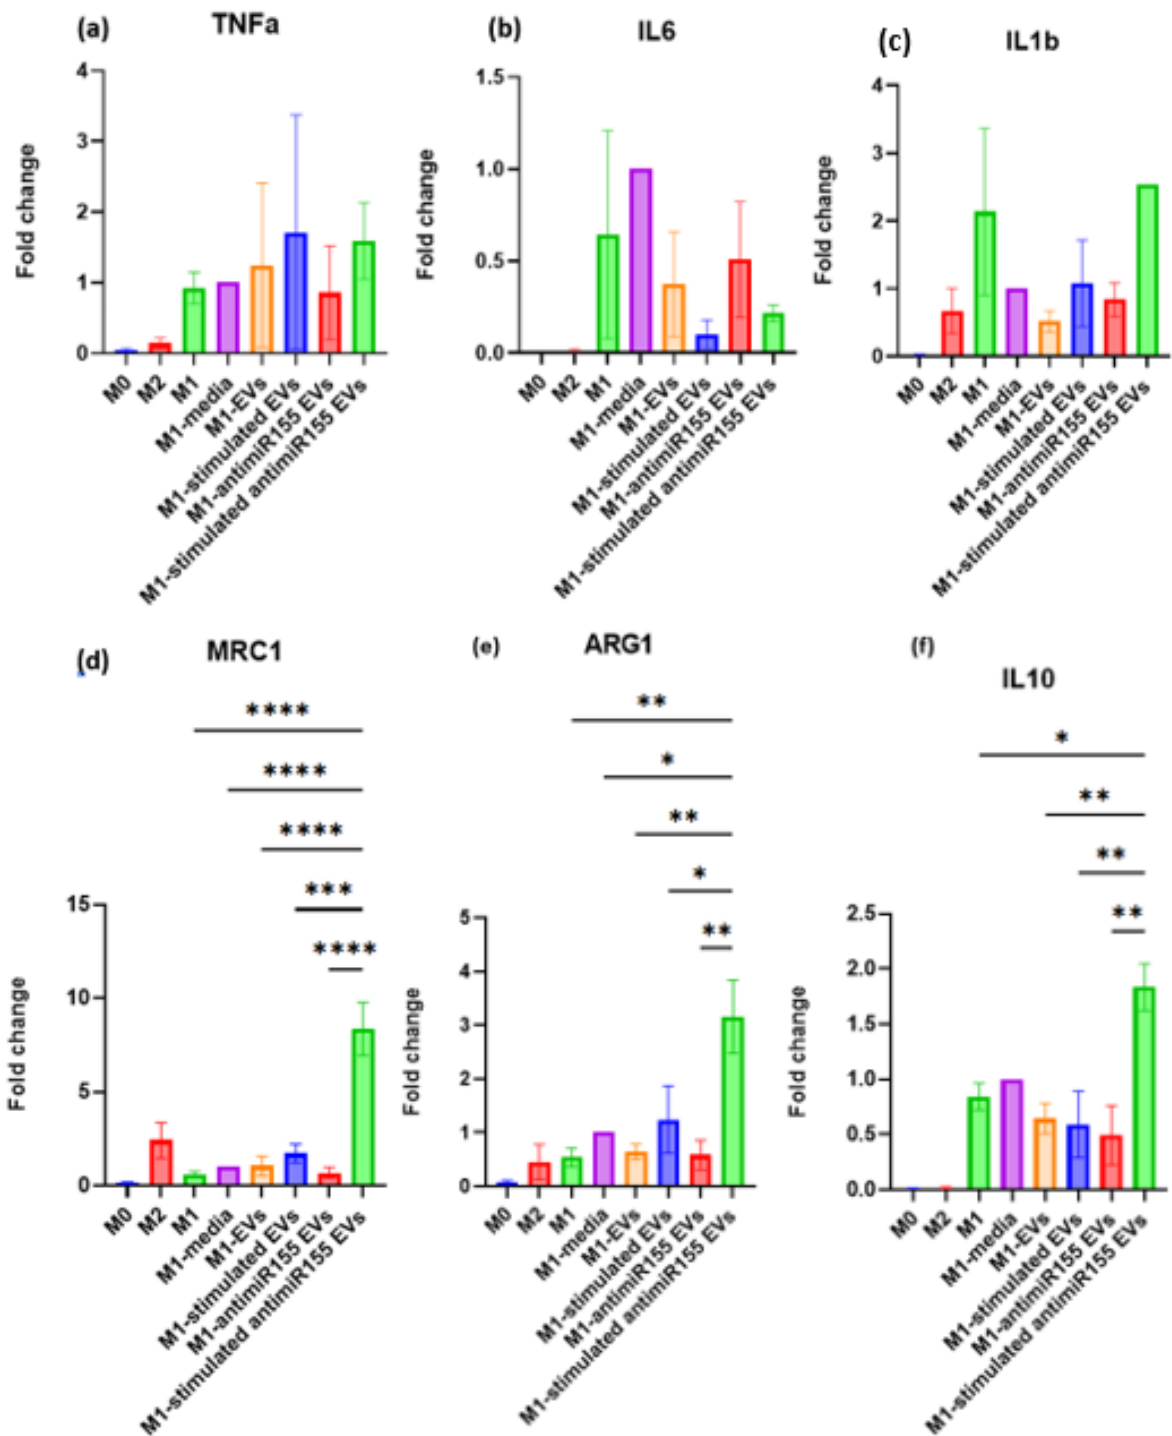 (a) TNFa
4
3
2
1
0
Fold change
M0
M2
M1
M1-media
M1-EVs
M1-stimulated EVs
M1-antimiR155 EVs
M1-stimulated antimiR155 EVs
(b) IL6
1.5
1.0
0.5
0.0
Fold change
M0
M2
M1
M1-media
M1-EVs
M1-stimulated EVs
M1-antimiR155 EVs
M1-stimulated antimiR155 EVs
(c) IL1b
4
3
2
1
0
Fold change
M0
M2
M1
M1-media
M1-EVs
M1-stimulated EVs
M1-antimiR155 EVs
M1-stimulated antimiR155 EVs
(d) MRC1
****
****
****
***
****
15
10
5
0
Fold change
M0
M2
M1
M1-media
M1-EVs
M1-stimulated EVs
M1-antimiR155 EVs
M1-stimulated antimiR155 EVs
(e) ARG1
**
*
**
*
**
5
4
3
2
1
0
Fold change
M0
M2
M1
M1-media
M1-EVs
M1-stimulated EVs
M1-antimiR155 EVs
M1-stimulated antimiR155 EVs
(f) IL10
*
**
**
**
2.5
2.0
1.5
1.0
0.5
0.0
Fold change
M0
M2
M1
M1-media
M1-EVs
M1-stimulated EVs
M1-antimiR155 EVs
M1-stimulated antimiR155 EVs